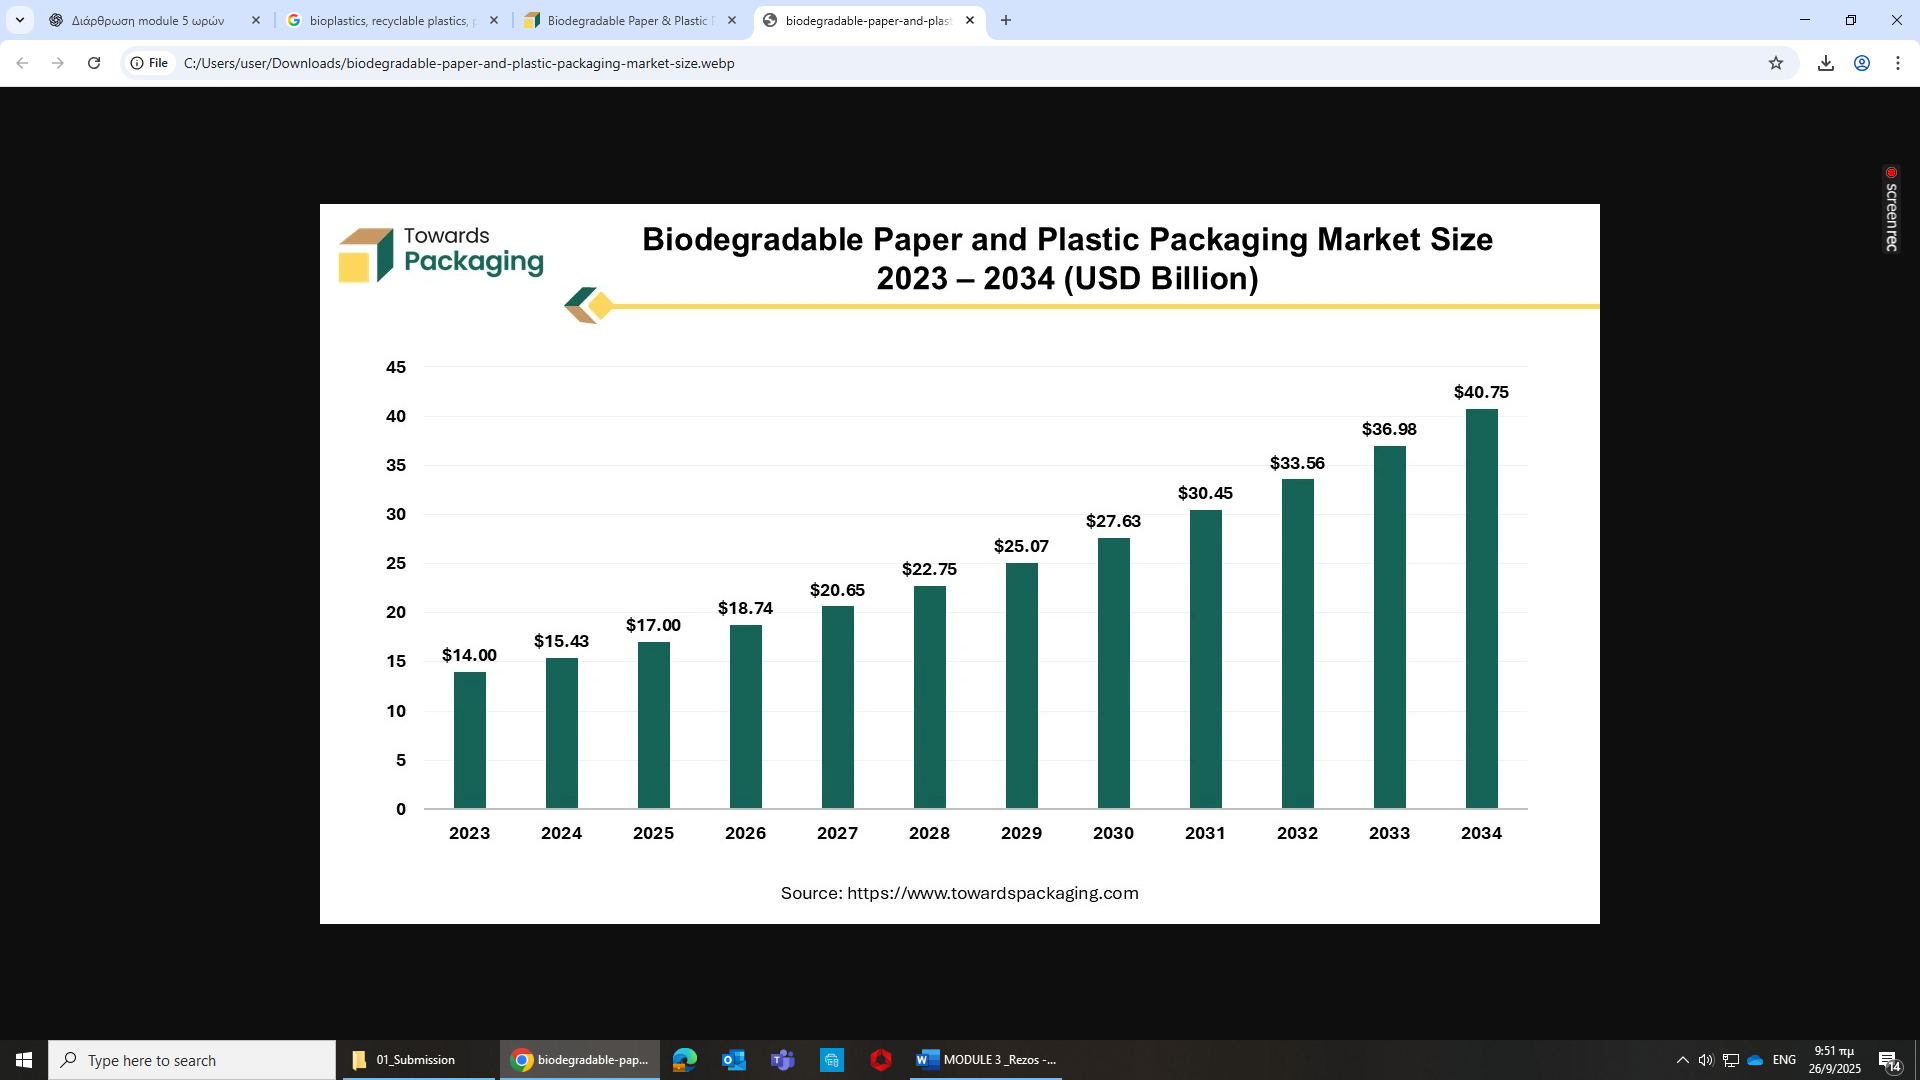 Διάρθρωση module 5 ωρών
bioplastics, recyclable plastics,
Biodegradable Paper & Plastic
biodegradable-paper-and-plast
File
C:/Users/user/Downloads/biodegradable-paper-and-plastic-packaging-market-size.webp
screenrec
Towards
Packaging
Biodegradable Paper and Plastic Packaging Market Size
2023 – 2034 (USD Billion)
45
40
35
30
25
20
15
10
5
0
$14.00
$15.43
$17.00
$18.74
$20.65
$22.75
$25.07
$27.63
$30.45
$33.56
$36.98
$40.75
2023 2024 2025 2026 2027 2028 2029 2030 2031 2032 2033 2034
Source: https://www.towardspackaging.com
Type here to search
01_Submission
biodegradable-pap...
MODULE 3 _Rezos -...
ENG
9:51 πμ
26/9/2025
14